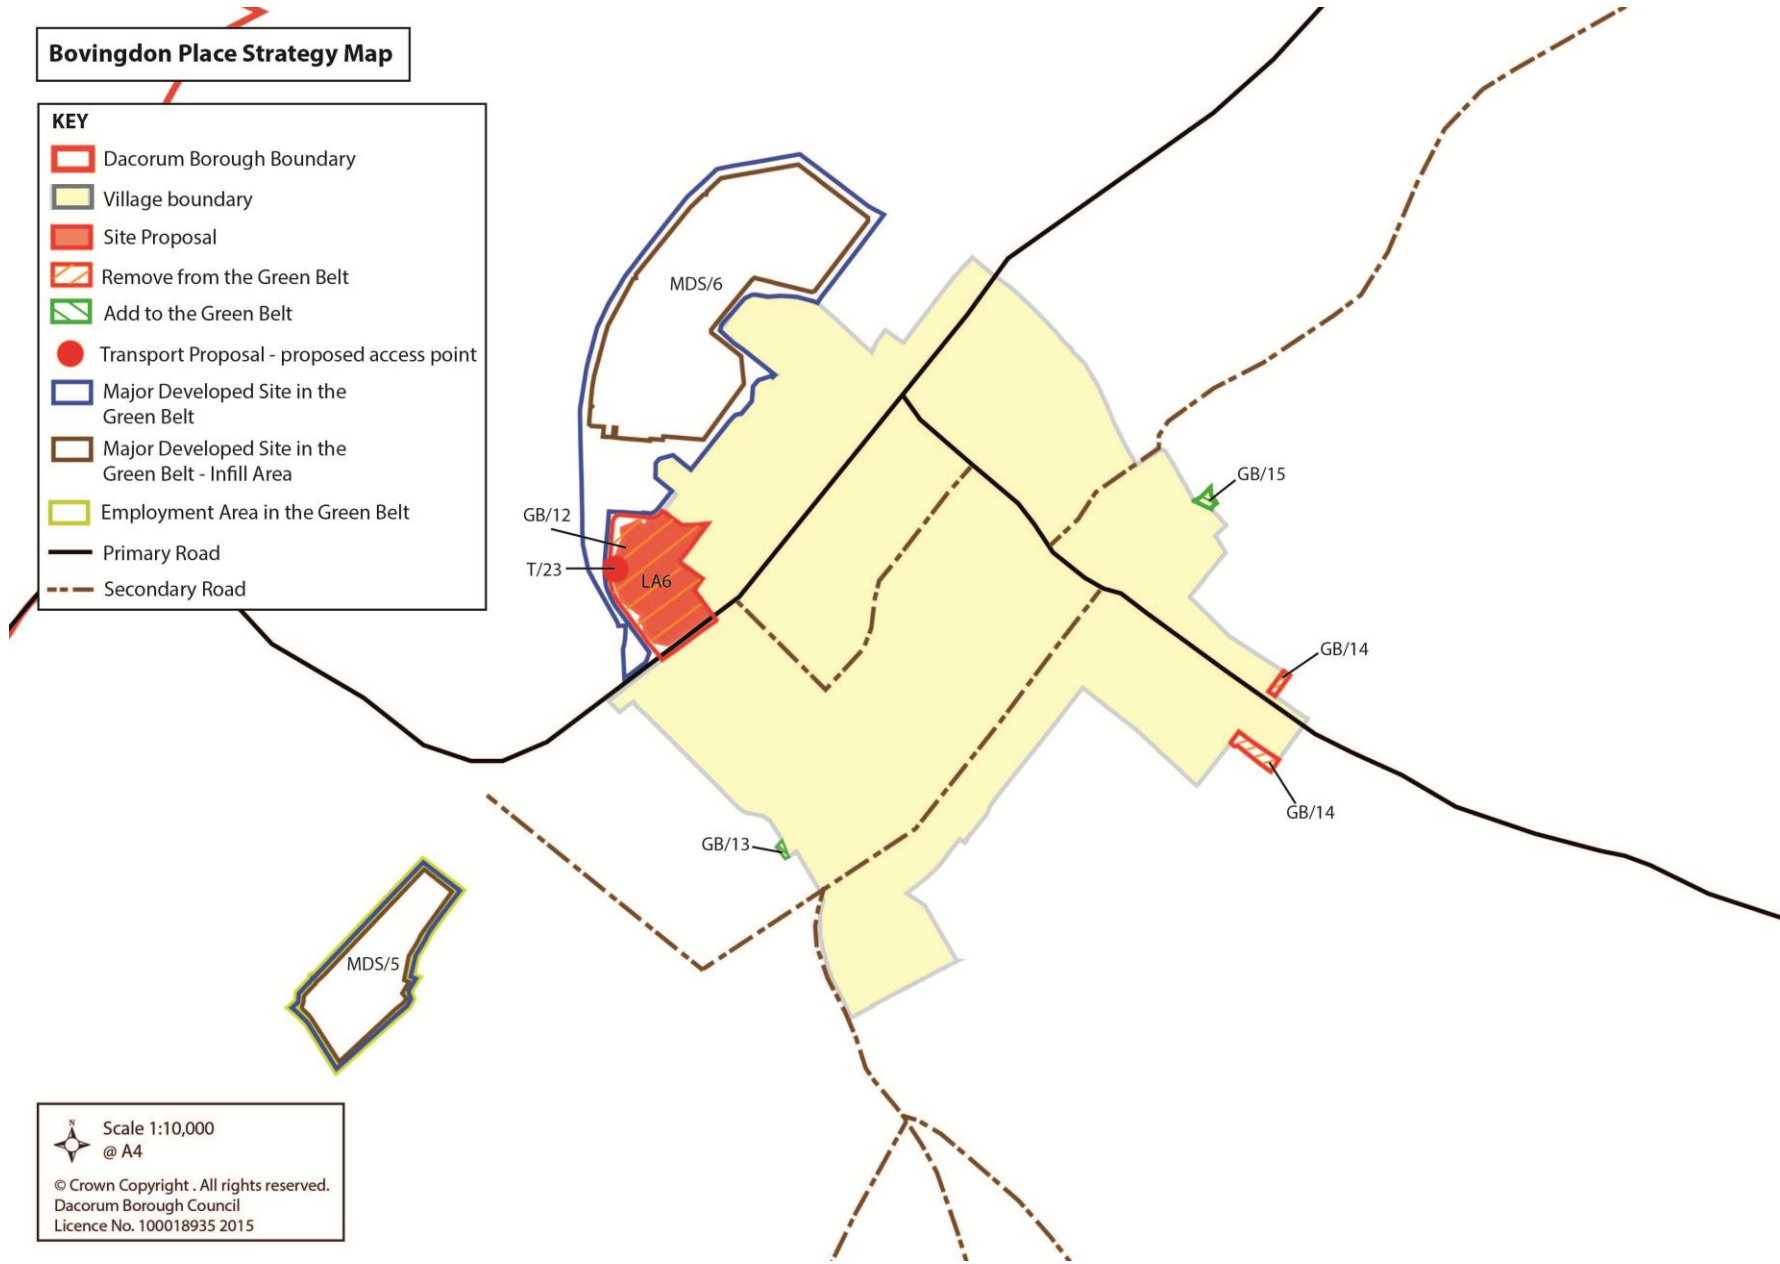 Bovingdon Place Strategy Map
KEY
Dacorum Borough Boundary
Village boundary
Site Proposal
Remove from the Green Belt
Add to the Green Belt
Transport Proposal - proposed access point
Major Developed Site in the
Green Belt
Major Developed Site in the
Green Belt - Infill Area
Employment Area in the Green Belt
Primary Road
Secondary Road
MDS/6
GB/15
GB/12
T/23
LA6
GB/14
GB/14
GB/13
MDS/5
N
Scale 1:10,000
@ A4
© Crown Copyright . All rights reserved.
Dacorum Borough Council
Licence No. 100018935 2015